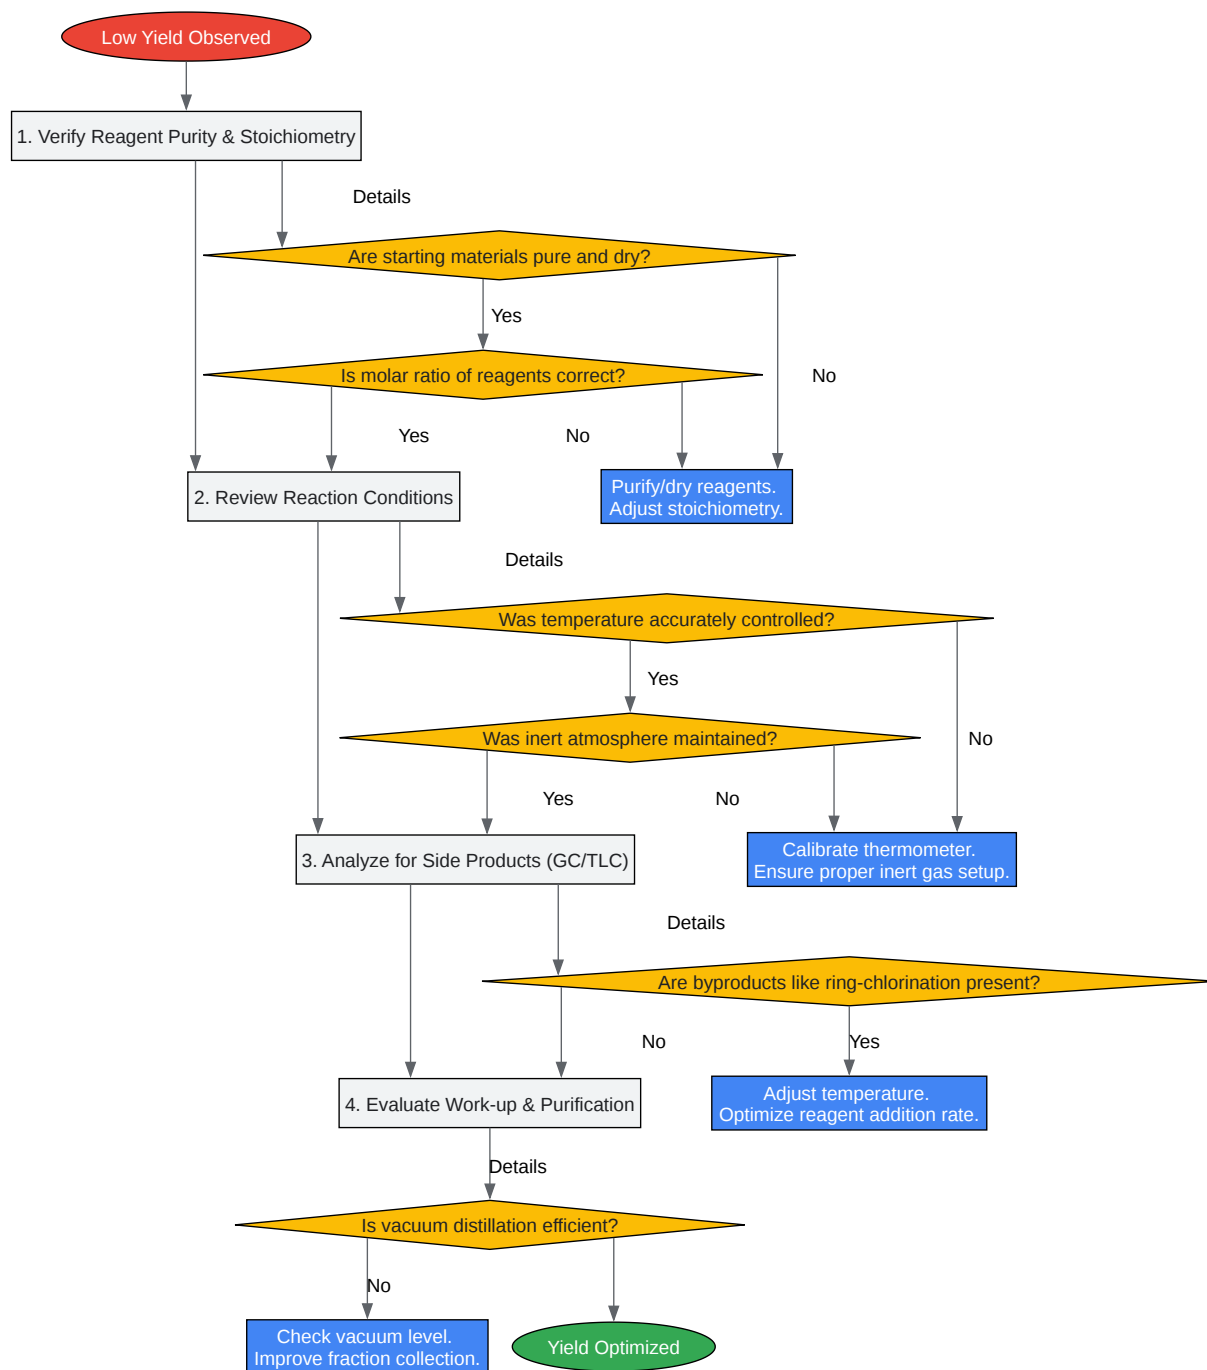 Low Yield Observed
1. Verify Reagent Purity & Stoichiometry
Details
Are starting materials pure and dry?
Yes
Is molar ratio of reagents correct?
No
Yes
No
2. Review Reaction Conditions
Purify/dry reagents.
Adjust stoichiometry.
Details
Was temperature accurately controlled?
Yes
Was inert atmosphere maintained?
No
Yes
No
3. Analyze for Side Products (GC/TLC)
Calibrate thermometer.
Ensure proper inert gas setup.
Details
Are byproducts like ring-chlorination present?
No
Yes
4. Evaluate Work-up & Purification
Adjust temperature.
Optimize reagent addition rate.
Details
Is vacuum distillation efficient?
No
Check vacuum level.
Improve fraction collection.
Yield Optimized